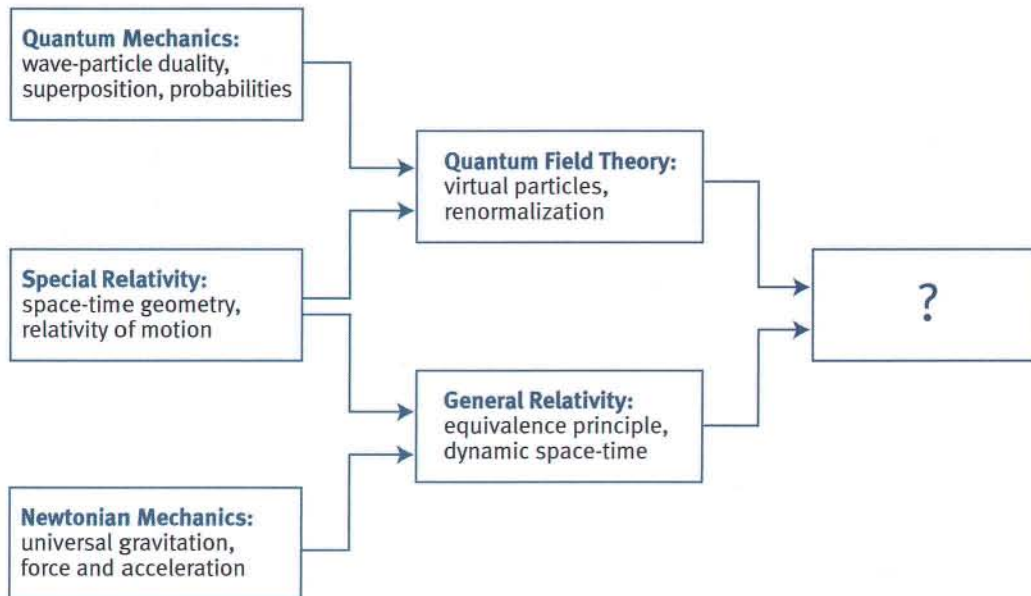 Quantum Mechanics:
wave-particle duality,
superposition, probabilities
Quantum Field Theory:
virtual particles,
renormalization
Special Relativity:
space-time geometry,
relativity of motion
?
General Relativity:
equivalence principle,
dynamic space-time
Newtonian Mechanics:
universal gravitation,
force and acceleration